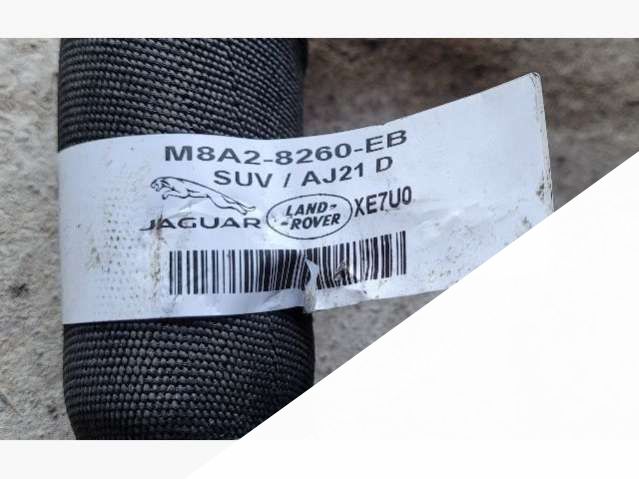 M8A2-8260-EB
SUV / AJ21 D
JAGUAR LAND-ROVER XE7U0